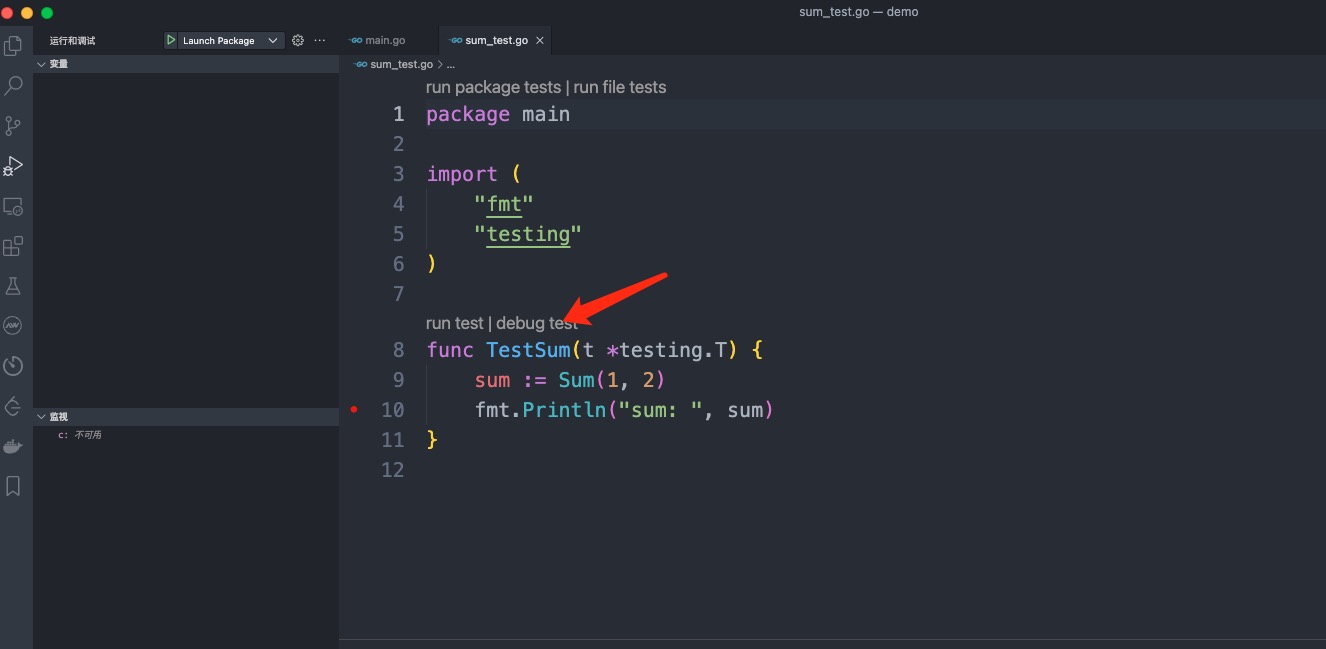 sum_test.go — demo
运行和调试
Launch Package
main.go
sum_test.go
变量
sum_test.go > ...
run package tests | run file tests
1 package main
2
3 import (
4 "fmt"
5 "testing"
6 )
7
run test | debug test
8 func TestSum(t *testing.T) {
9 sum := Sum(1, 2)
10 fmt.Println("sum: ", sum)
11 }
12
监视
c: 不可用